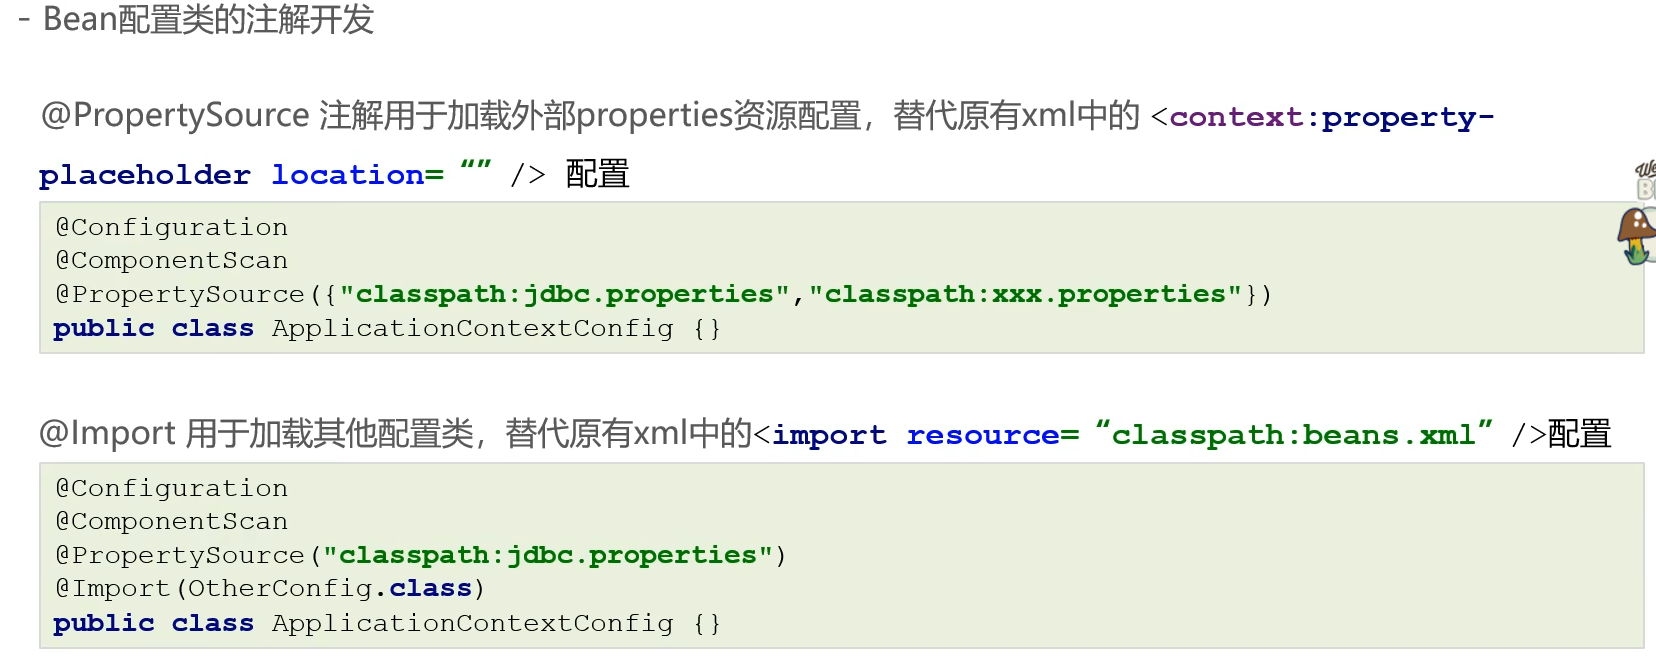 - Bean配置类的注解开发
@PropertySource 注解用于加载外部properties资源配置，替代原有xml中的 <context:property-
placeholder location= “” /> 配置
@Configuration
@ComponentScan
@PropertySource({"classpath:jdbc.properties","classpath:xxx.properties"})
public class ApplicationContextConfig {}
@Import 用于加载其他配置类，替代原有xml中的<import resource= “classpath:beans.xml” />配置
@Configuration
@ComponentScan
@PropertySource("classpath:jdbc.properties")
@Import(OtherConfig.class)
public class ApplicationContextConfig {}